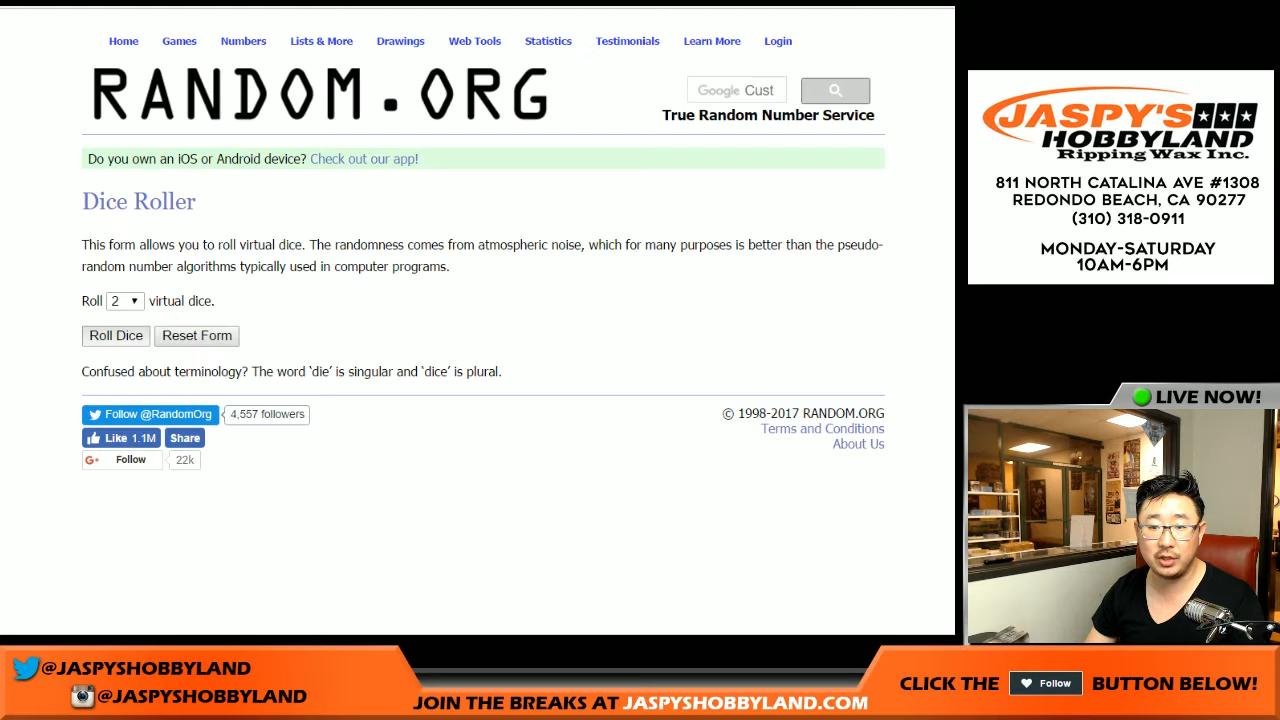 Home Games Numbers Lists & More Drawings Web Tools Statistics Testimonials Learn More Login
RANDOM.ORG
Google Cust
True Random Number Service
Do you own an iOS or Android device? Check out our app!
Dice Roller
This form allows you to roll virtual dice. The randomness comes from atmospheric noise, which for many purposes is better than the pseudo-
random number algorithms typically used in computer programs.
Roll 2 virtual dice.
Roll Dice Reset Form
Confused about terminology? The word ‘die’ is singular and ‘dice’ is plural.
Follow @RandomOrg 4,557 followers
Like 1.1M Share
G+ Follow 22k
© 1998-2017 RANDOM.ORG
Terms and Conditions
About Us
JASPY'S
HOBBYLAND
Ripping Wax Inc.
811 NORTH CATALINA AVE #1308
REDONDO BEACH, CA 90277
(310) 318-0911
MONDAY-SATURDAY
10AM-6PM
LIVE NOW!
@JASPYSHOBBYLAND
@JASPYSHOBBYLAND
JOIN THE BREAKS AT JASPYSHOBBYLAND.COM
CLICK THE Follow BUTTON BELOW!